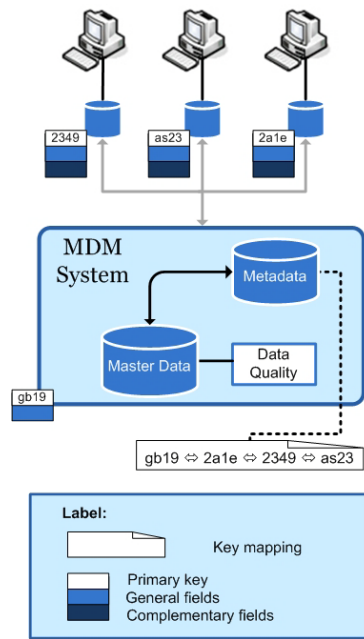 2349
as23
2a1e
MDM
System
Metadata
Master Data
Data
Quality
gb19
gb19 ⇔ 2a1e ⇔ 2349 ⇔ as23
Label:
Key mapping
Primary key
General fields
Complementary fields